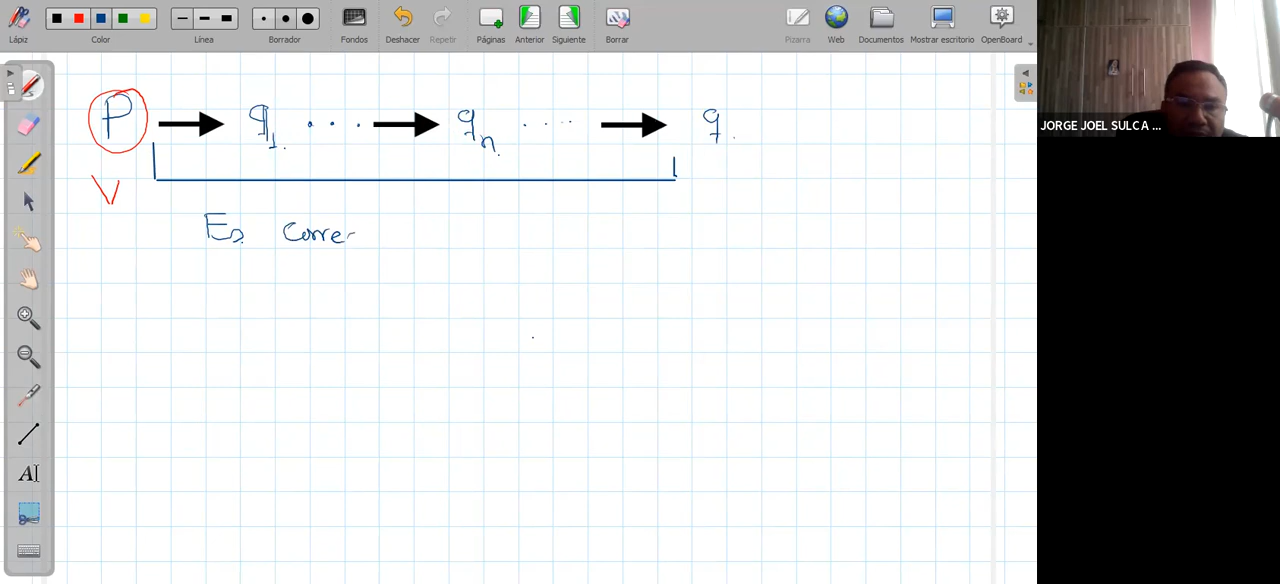 Lápiz Color Línea Borrador Fondos Deshacer Repetir Páginas Anterior Siguiente Borrar Pizarra Web Documentos Mostrar escritorio OpenBoard
JORGE JOEL SULCA ...
P → q₁ ... → qₙ .... → q
V
Es corre